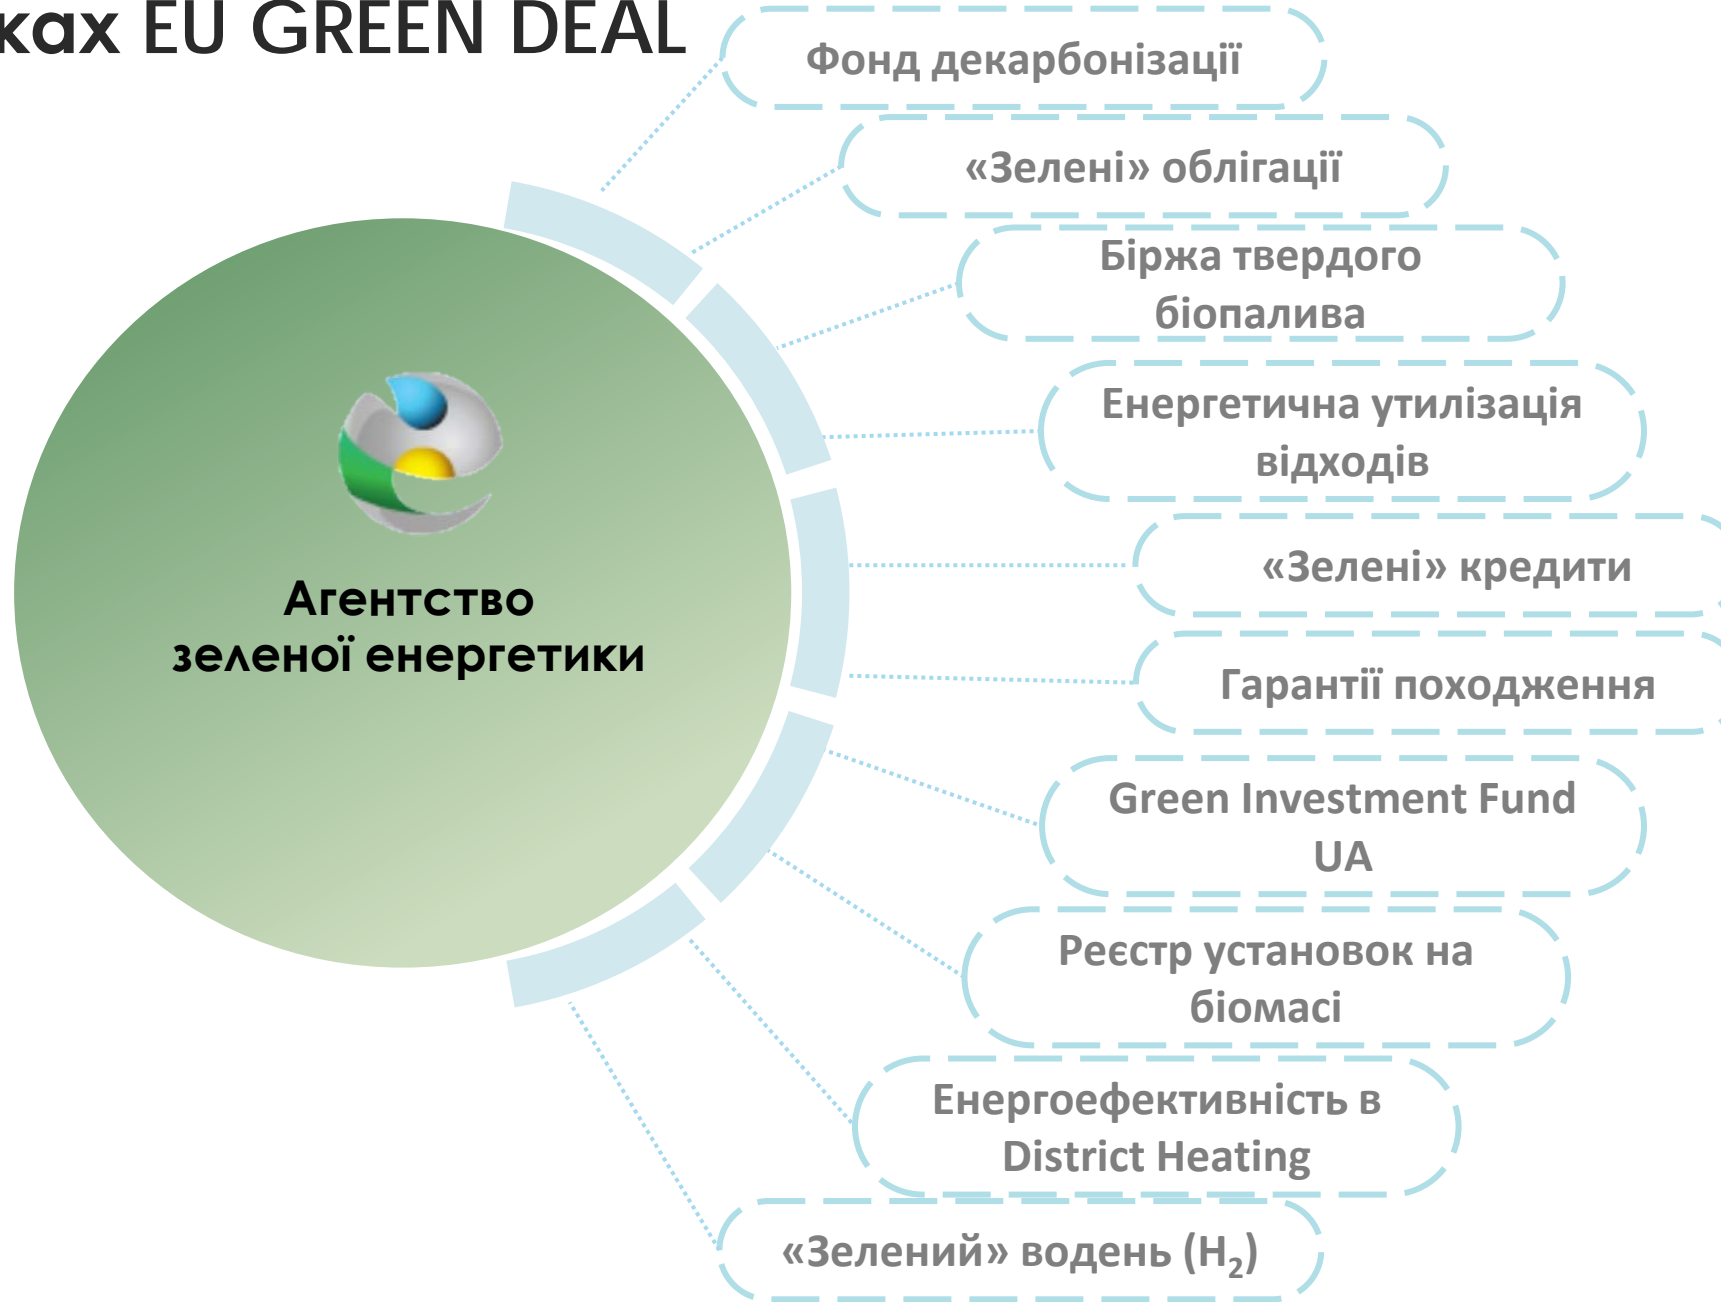 ках EU GREEN DEAL
Фонд декарбонізації
«Зелені» облігації
Біржа твердого
біопалива
Енергетична утилізація
відходів
«Зелені» кредити
Гарантії походження
Green Investment Fund
UA
Реєстр установок на
біомасі
Енергоефективність в
District Heating
«Зелений» водень (H₂)
Агентство
зеленої енергетики